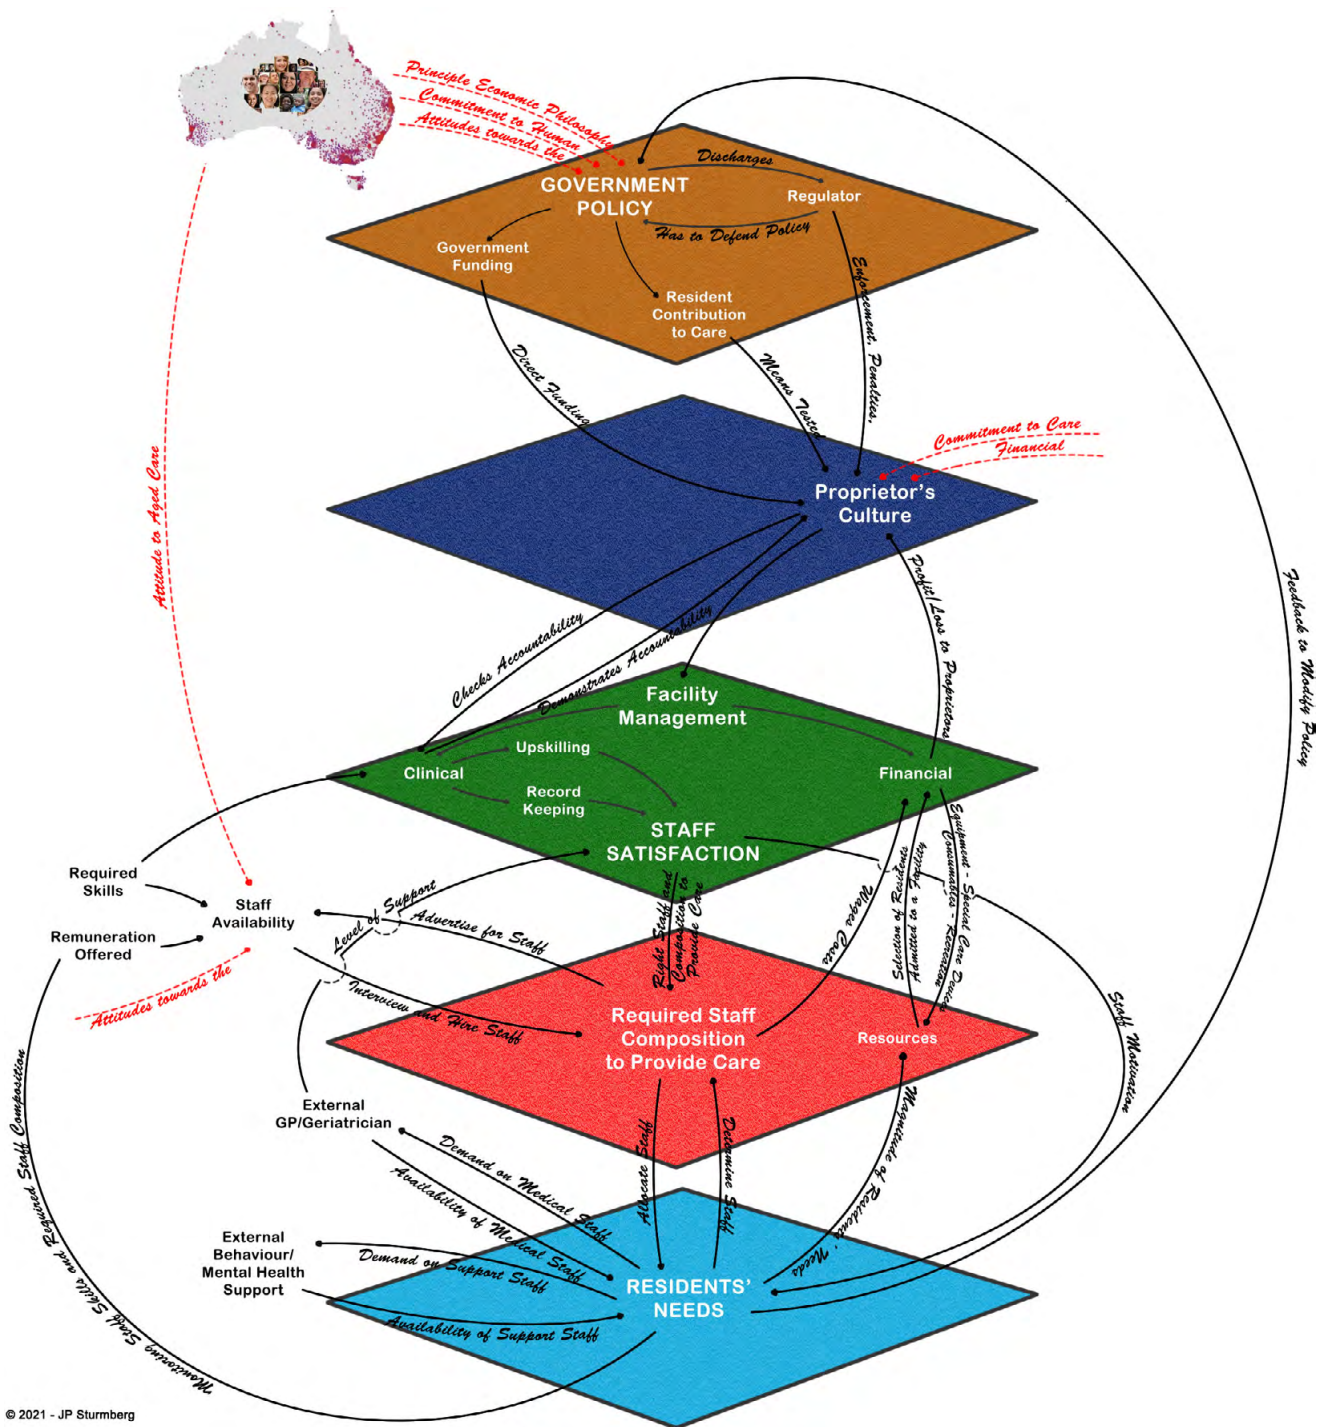 Principle Economic Philosophy
Commitment to Human
Attitudes towards the
Discharges
GOVERNMENT
POLICY
Regulator
Has to Defend Policy
Government
Funding
Resident
Contribution
to Care
Enforcement, Penalties,
Direct Funding
Means Tested
Commitment to Care
Financial
Proprietor's
Culture
Attitude to Aged Care
Profit/Loss to Proprietors
Feedback to Modify Policy
Checks Accountability
Demonstrates Accountability
Facility
Management
Upskilling
Clinical
Financial
Record
Keeping
STAFF
SATISFACTION
Required
Skills
Staff
Availability
Remuneration
Offered
Attitudes towards the
Level of Support
Advertise for Staff
Interview and Hire Staff
Right Staff and
Composition to
Provide Care
Wages Costs
Selection of Residents
Admitted to a Facility
Equipment - Special Care Devices
Consumables - Recreation
Staff Motivation
Required Staff
Composition
to Provide Care
Resources
External
GP/Geriatrician
Demand on Medical Staff
Availability of Medical Staff
Allocate Staff
Determine Staff
Magnitude of Residents' Needs
External
Behaviour/
Mental Health
Support
Demand on Support Staff
Availability of Support Staff
RESIDENTS'
NEEDS
Monitoring Staff Skills and Required Staff Composition
© 2021 - JP Sturmberg